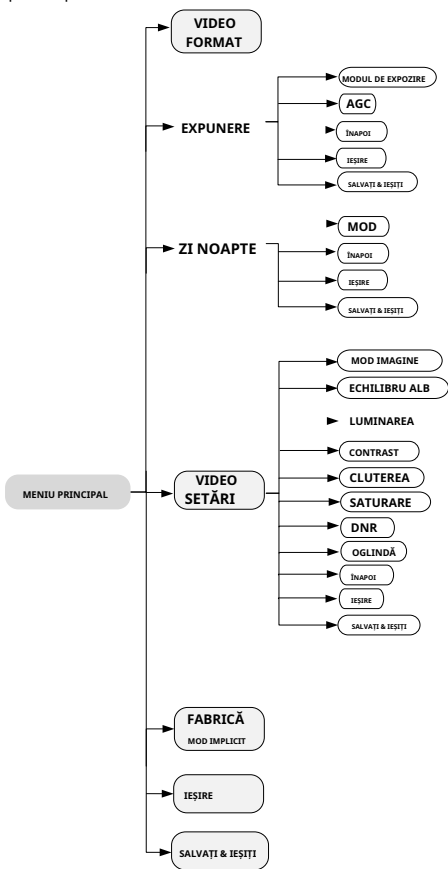 VIDEO
FORMAT
EXPUNERE
MODUL DE EXPOZIRE
AGC
ÎNAPOI
IEȘIRE
SALVAȚI & IEȘIȚI
ZI NOAPTE
MOD
ÎNAPOI
IEȘIRE
SALVAȚI & IEȘIȚI
MENIU PRINCIPAL
VIDEO
SETĂRI
MOD IMAGINE
ECHILIBRU ALB
LUMINAREA
CONTRAST
CLUTEREA
SATURARE
DNR
OGLINDĂ
ÎNAPOI
IEȘIRE
SALVAȚI & IEȘIȚI
FABRICĂ
MOD IMPLICIT
IEȘIRE
SALVAȚI & IEȘIȚI